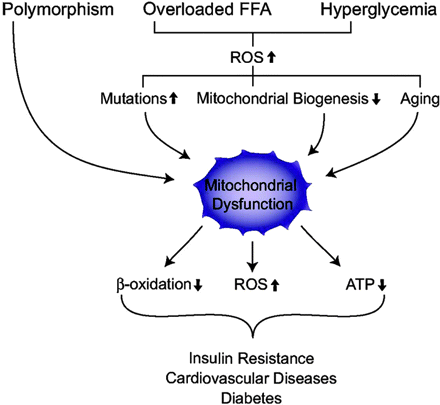 Polymorphism Overloaded FFA Hyperglycemia
ROS ↑
Mutations ↑ Mitochondrial Biogenesis ↓ Aging
Mitochondrial
Dysfunction
β-oxidation ↓ ROS ↑ ATP ↓
Insulin Resistance
Cardiovascular Diseases
Diabetes